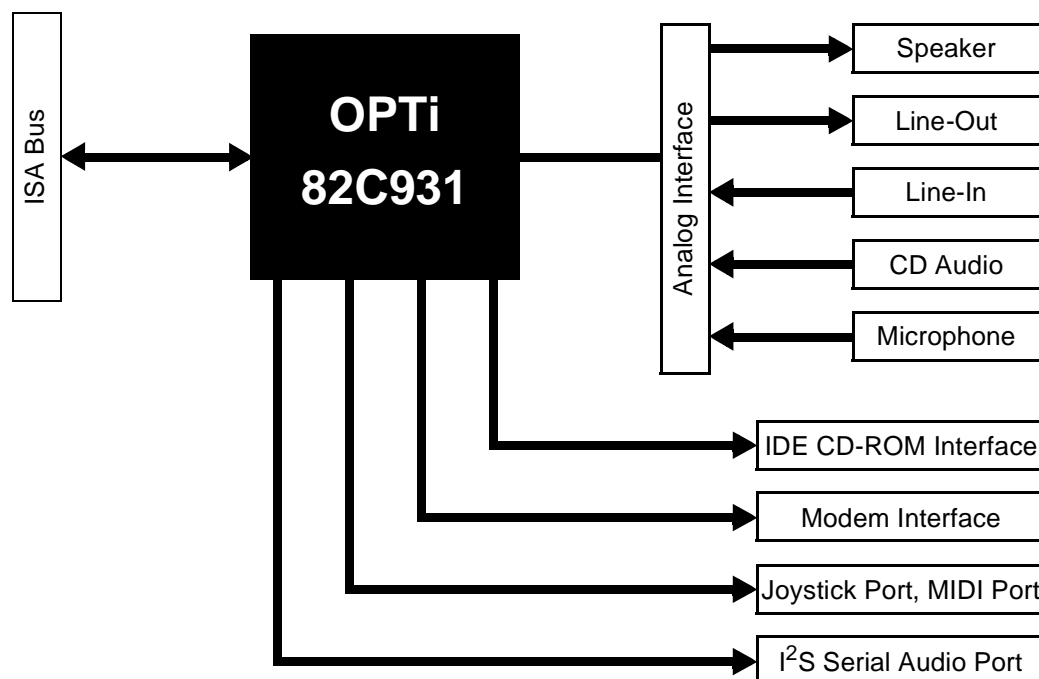 ISA Bus
OPTi
82C931
Analog Interface
Speaker
Line-Out
Line-In
CD Audio
Microphone
IDE CD-ROM Interface
Modem Interface
Joystick Port, MIDI Port
I²S Serial Audio Port